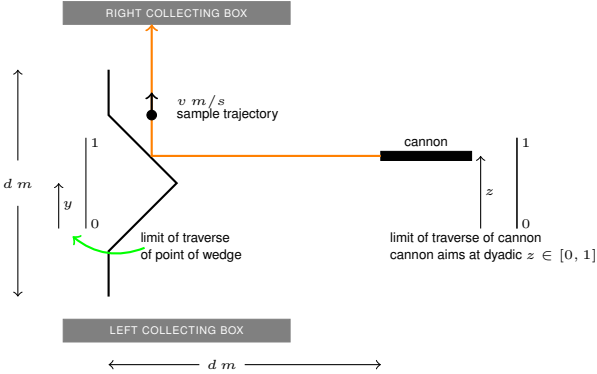 RIGHT COLLECTING BOX
v m/s
sample trajectory
cannon
1
1
d m
y
z
0
0
limit of traverse
of point of wedge
limit of traverse of cannon
cannon aims at dyadic z ∈ [0, 1]
LEFT COLLECTING BOX
d m